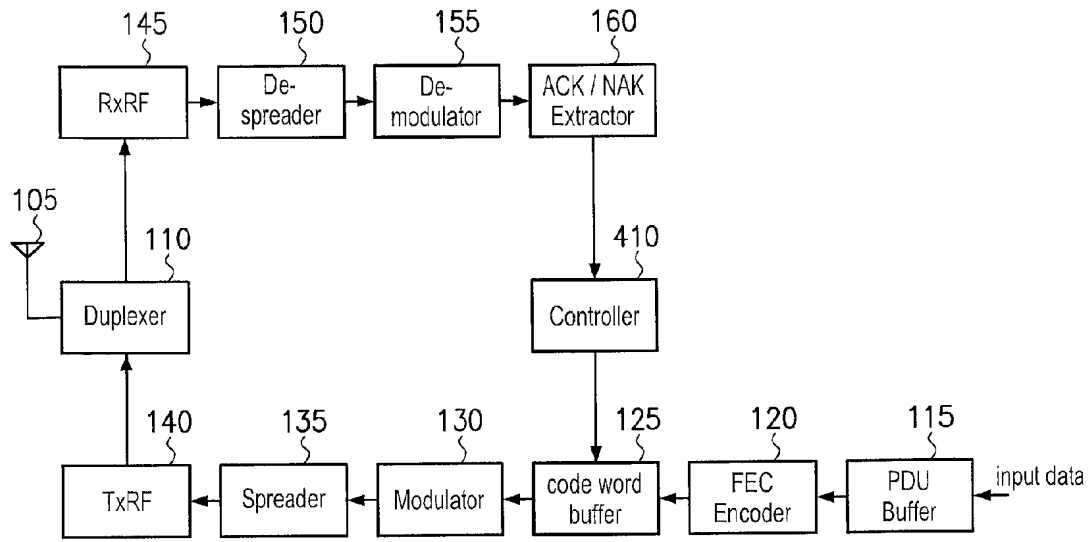 145
150
155
160
RxRF
De-
spreader
De-
modulator
ACK / NAK
Extractor
105
110
410
Duplexer
Controller
140
135
130
125
120
115
TxRF
Spreader
Modulator
code word
buffer
FEC
Encoder
PDU
Buffer
input data